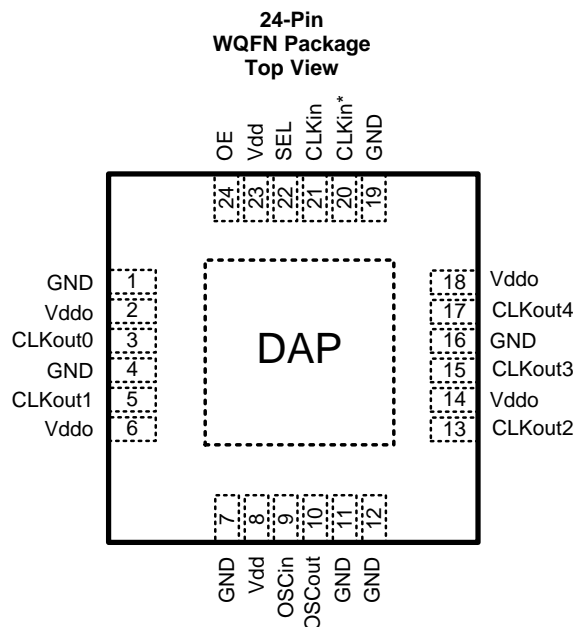 24-Pin
WQFN Package
Top View
OE
Vdd
SEL
CLKin
CLKin*
GND
24
23
22
21
20
19
GND 1
Vddo 2
CLKout0 3
GND 4
CLKout1 5
Vddo 6
DAP
18 Vddo
17 CLKout4
16 GND
15 CLKout3
14 Vddo
13 CLKout2
7
8
9
10
11
12
GND
Vdd
OSCin
OSCout
GND
GND